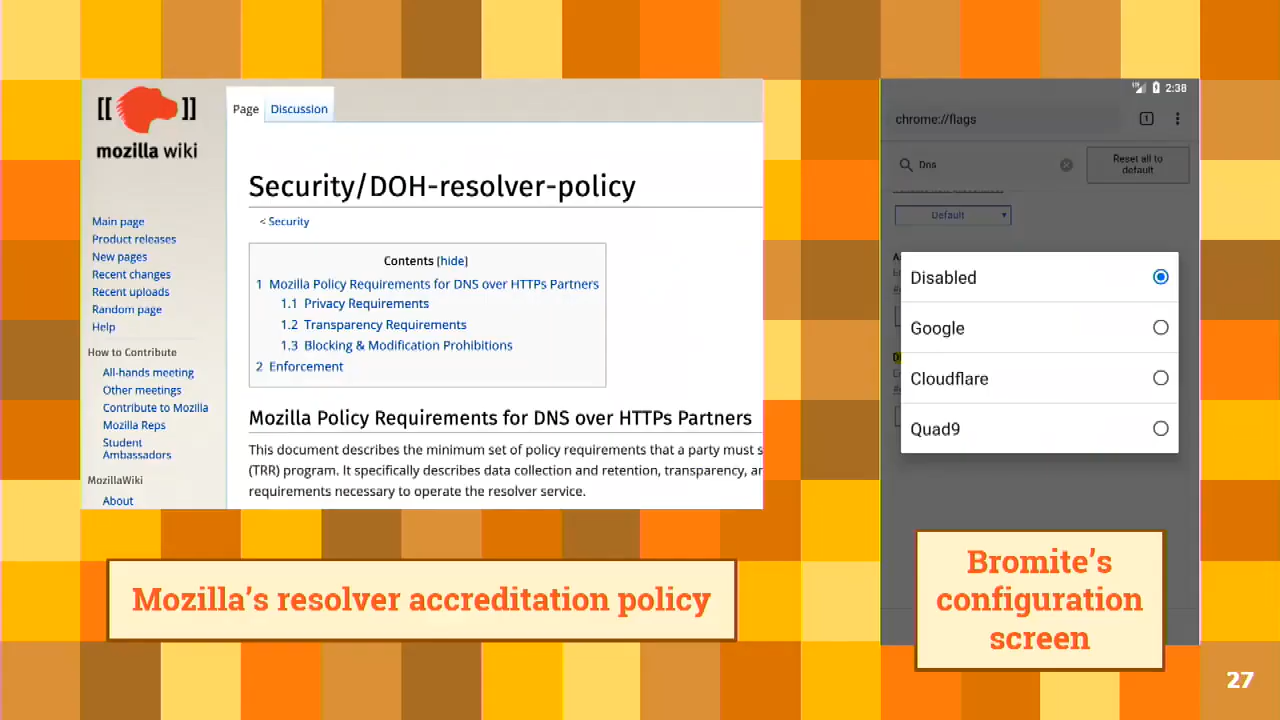 [[ ]]
mozilla wiki
Main page
Product releases
New pages
Recent changes
Recent uploads
Random page
Help
How to Contribute
All-hands meeting
Other meetings
Contribute to Mozilla
Mozilla Reps
Student
Ambassadors
MozillaWiki
About
Page Discussion
Security/DOH-resolver-policy
< Security
Contents [hide]
1 Mozilla Policy Requirements for DNS over HTTPs Partners
1.1 Privacy Requirements
1.2 Transparency Requirements
1.3 Blocking & Modification Prohibitions
2 Enforcement
Mozilla Policy Requirements for DNS over HTTPs Partners
This document describes the minimum set of policy requirements that a party must s
(TRR) program. It specifically describes data collection and retention, transparency, ar
requirements necessary to operate the resolver service.
Mozilla's resolver accreditation policy
2:38
chrome://flags 1
Dns
Reset all to
default
Default
Disabled
Google
Cloudflare
Quad9
Bromite's
configuration
screen
27